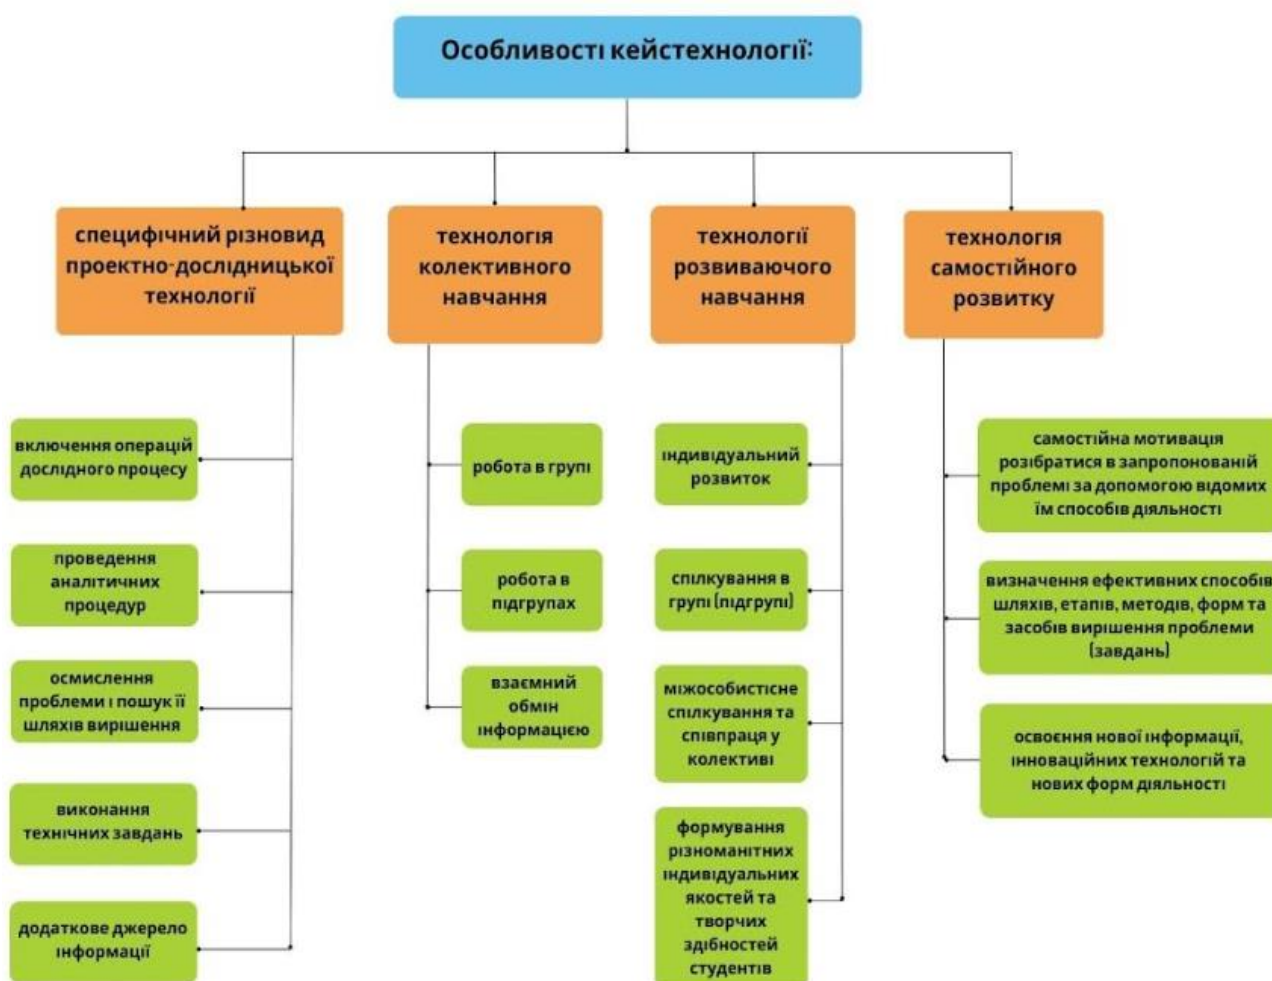 Особливості кейстехнології:
специфічний різновид
проектно-дослідницької
технології
технологія
колективного
навчання
технології
розвиваючого
навчання
технологія
самостійного
розвитку
включення операцій
дослідного процесу
проведення
аналітичних
процедур
осмислення
проблеми і пошук її
шляхів вирішення
виконання
технічних завдань
додаткове джерело
інформації
робота в групі
робота в
підгрупах
взаємний
обмін
інформацією
індивідуальний
розвиток
спілкування в
групі (підгрупі)
міжособистісне
спілкування та
співпраця у
колективі
формування
різноманітних
індивідуальних
якостей та
творчих
здібностей
студентів
самостійна мотивація
розібратися в запропонованій
проблемі за допомогою відомих
їм способів діяльності
визначення ефективних способів
шляхів, етапів, методів, форм та
засобів вирішення проблеми
(завдань)
освоєння нової інформації,
інноваційних технологій та
нових форм діяльності